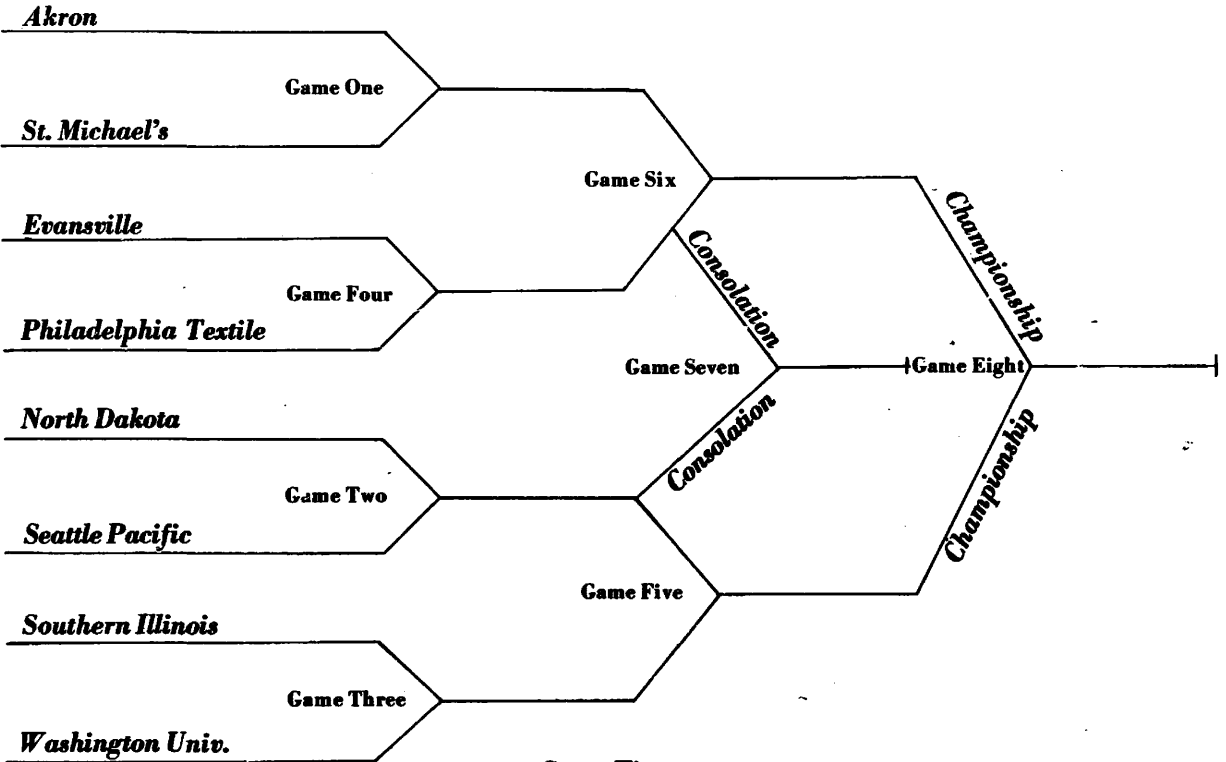 Akron
Game One
St. Michael's
Game Six
Championship
Evansville
Consolation
Game Four
Philadelphia Textile
Game Seven
Game Eight
North Dakota
Consolation
Championship
Game Two
Seattle Pacific
Game Five
Southern Illinois
Game Three
Washington Univ.